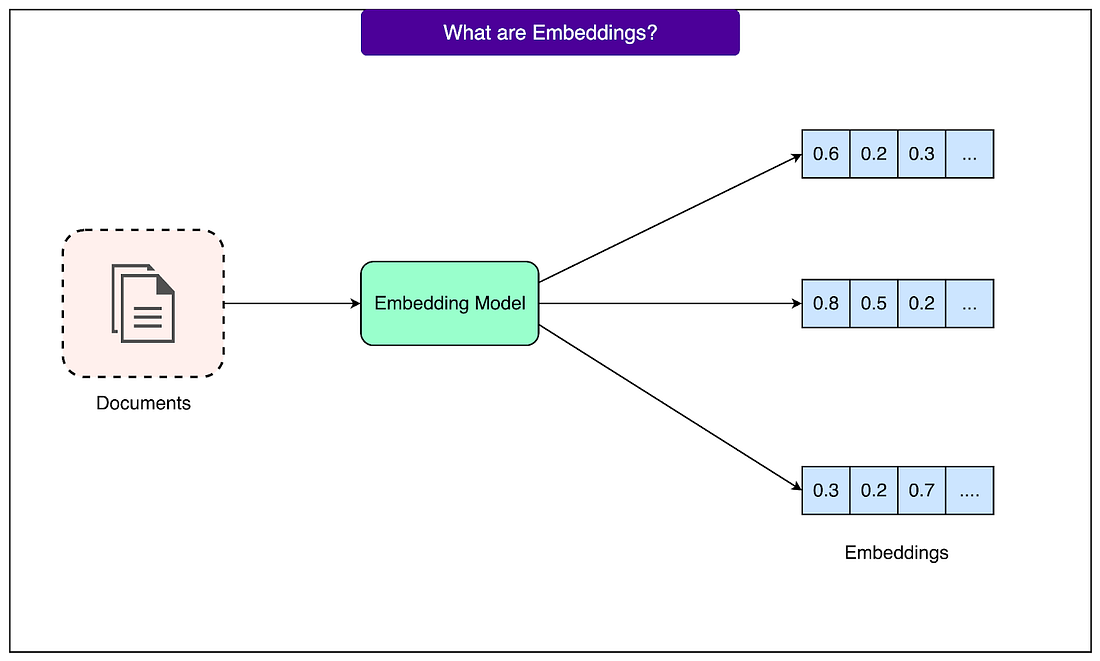 What are Embeddings?
0.6 0.2 0.3 ...
Embedding Model
0.8 0.5 0.2 ...
Documents
0.3 0.2 0.7 ....
Embeddings